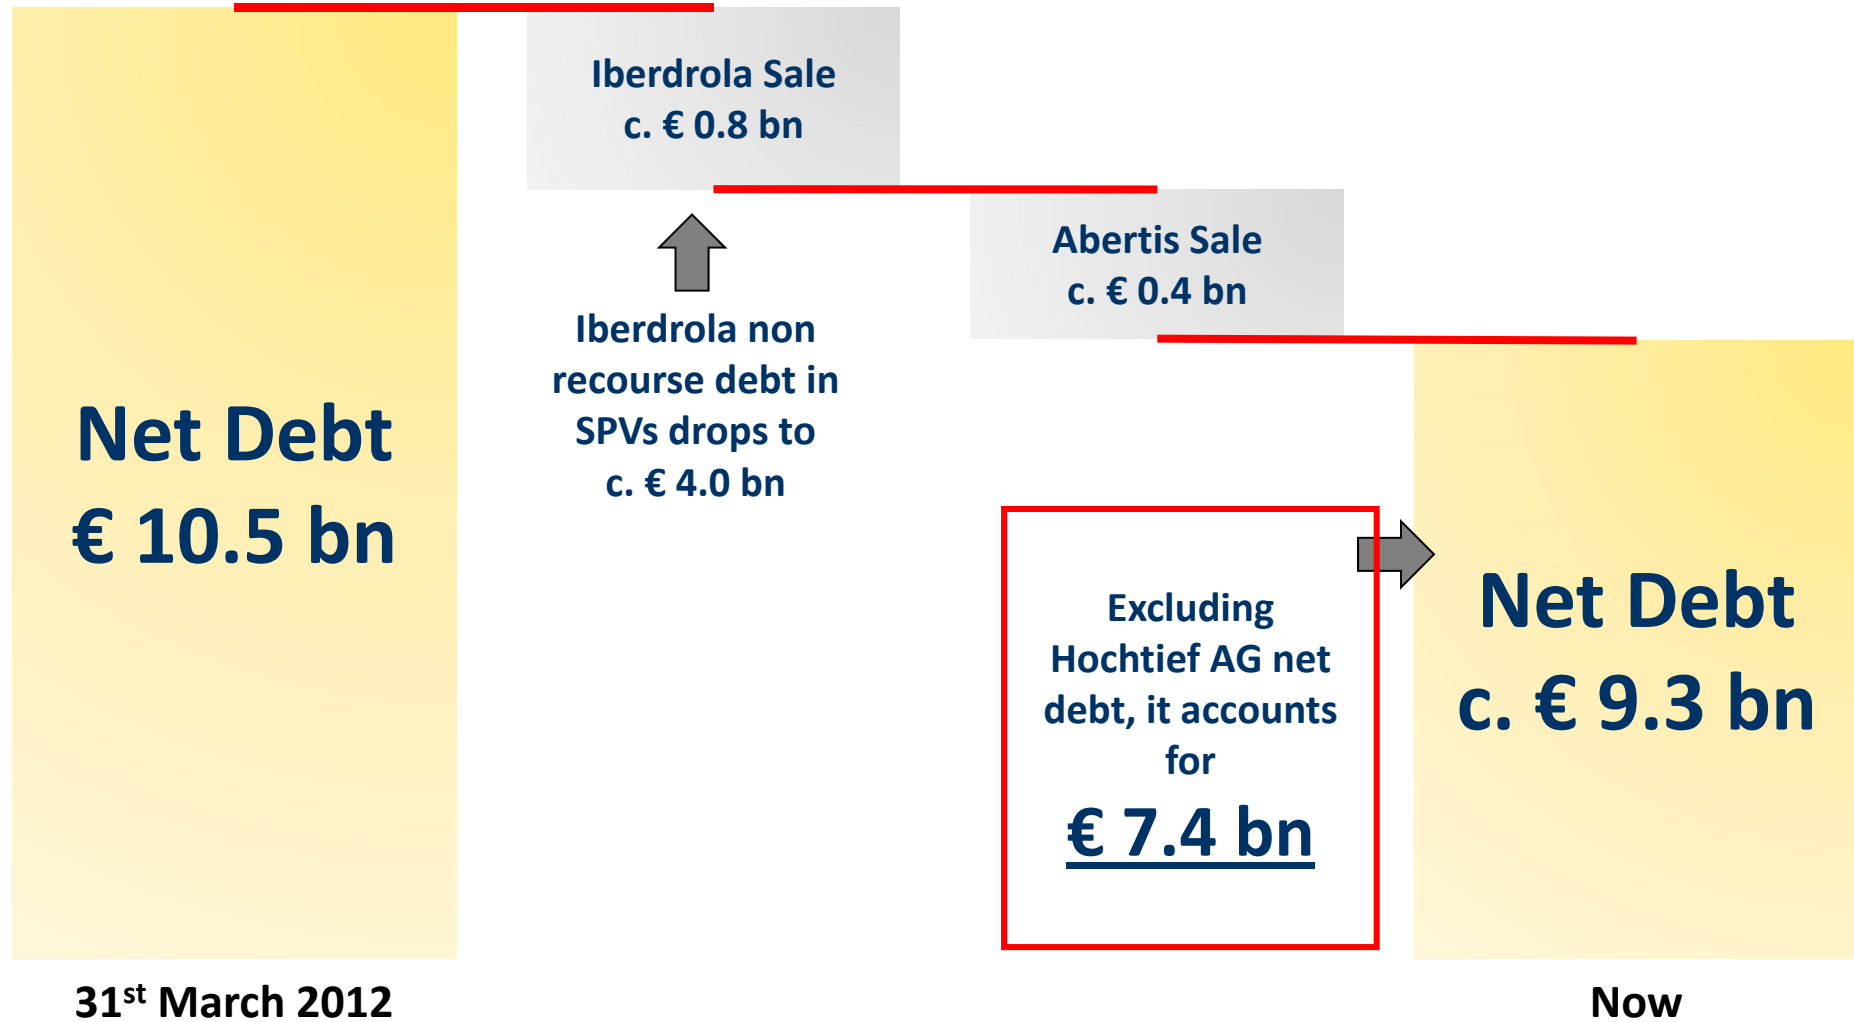 Iberdrola Sale
c. € 0.8 bn
Abertis Sale
c. € 0.4 bn
Iberdrola non
recourse debt in
SPVs drops to
c. € 4.0 bn
Net Debt
€ 10.5 bn
Excluding
Hochtief AG net
debt, it accounts
for
€ 7.4 bn
Net Debt
c. € 9.3 bn
31st March 2012
Now